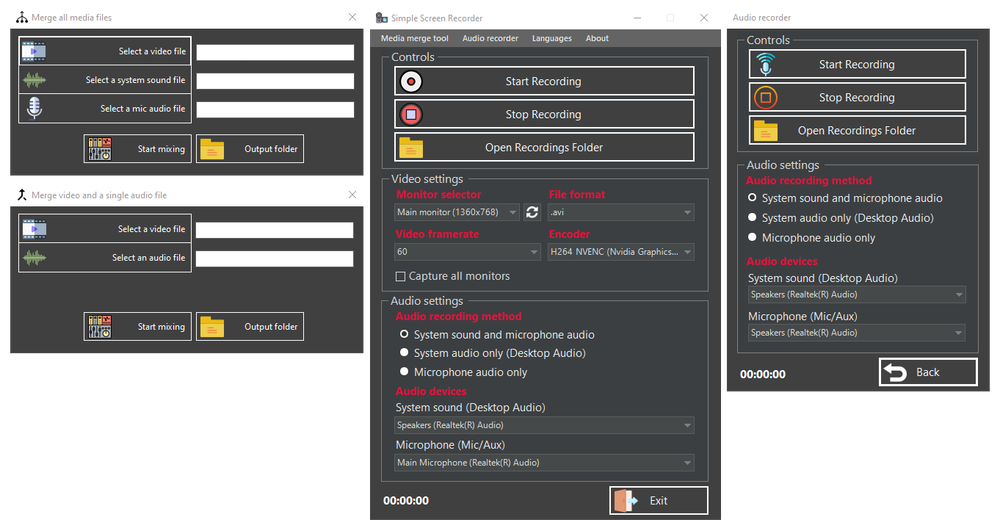 Merge all media files
Select a video file
Select a system sound file
Select a mic audio file
Start mixing
Output folder
Merge video and a single audio file
Select a video file
Select an audio file
Start mixing
Output folder
Simple Screen Recorder
Media merge tool Audio recorder Languages About
Controls
Start Recording
Stop Recording
Open Recordings Folder
Video settings
Monitor selector File format
Main monitor (1360x768) .avi
Video framerate Encoder
60 H264 NVENC (Nvidia Graphics...
Capture all monitors
Audio settings
Audio recording method
System sound and microphone audio
System audio only (Desktop Audio)
Microphone audio only
Audio devices
System sound (Desktop Audio)
Speakers (Realtek(R) Audio)
Microphone (Mic/Aux)
Main Microphone (Realtek(R) Audio)
00:00:00 Exit
Audio recorder
Controls
Start Recording
Stop Recording
Open Recordings Folder
Audio settings
Audio recording method
System sound and microphone audio
System audio only (Desktop Audio)
Microphone audio only
Audio devices
System sound (Desktop Audio)
Speakers (Realtek(R) Audio)
Microphone (Mic/Aux)
Speakers (Realtek(R) Audio)
00:00:00 Back